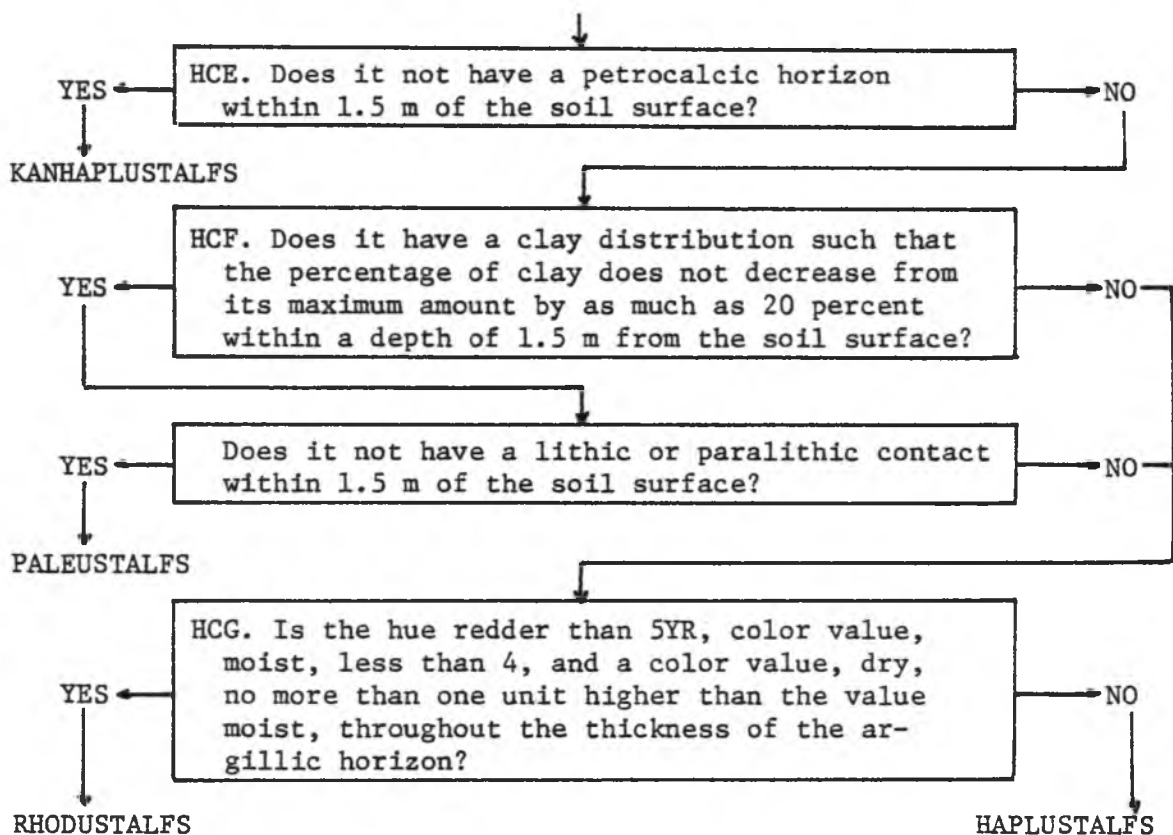 HCE. Does it not have a petrocalcic horizon
within 1.5 m of the soil surface?
YES
NO
KANHAPLUSTALFS
HCF. Does it have a clay distribution such that
the percentage of clay does not decrease from
its maximum amount by as much as 20 percent
within a depth of 1.5 m from the soil surface?
YES
NO
Does it not have a lithic or paralithic contact
within 1.5 m of the soil surface?
YES
NO
PALEUSTALFS
HCG. Is the hue redder than 5YR, color value,
moist, less than 4, and a color value, dry,
no more than one unit higher than the value
moist, throughout the thickness of the ar-
gillic horizon?
YES
NO
RHODUSTALFS
HAPLUSTALFS